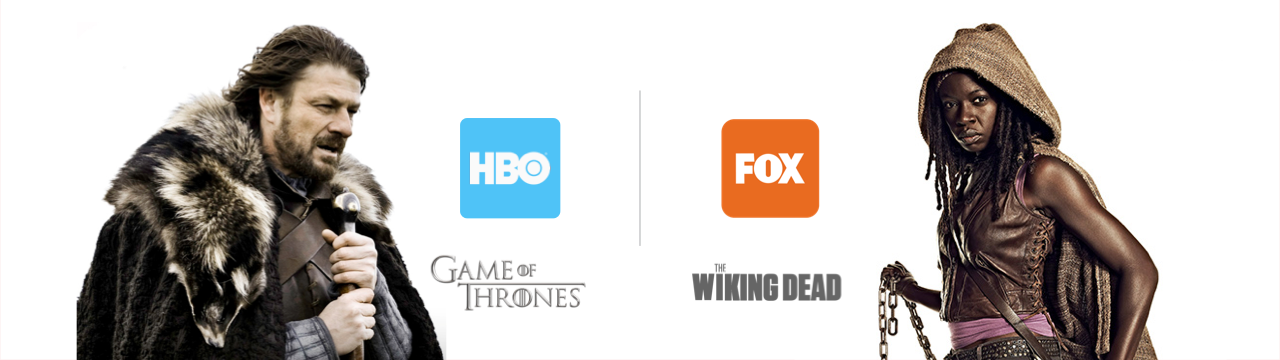 HBO
GAME OF
THRONES
FOX
THE
WIKING DEAD